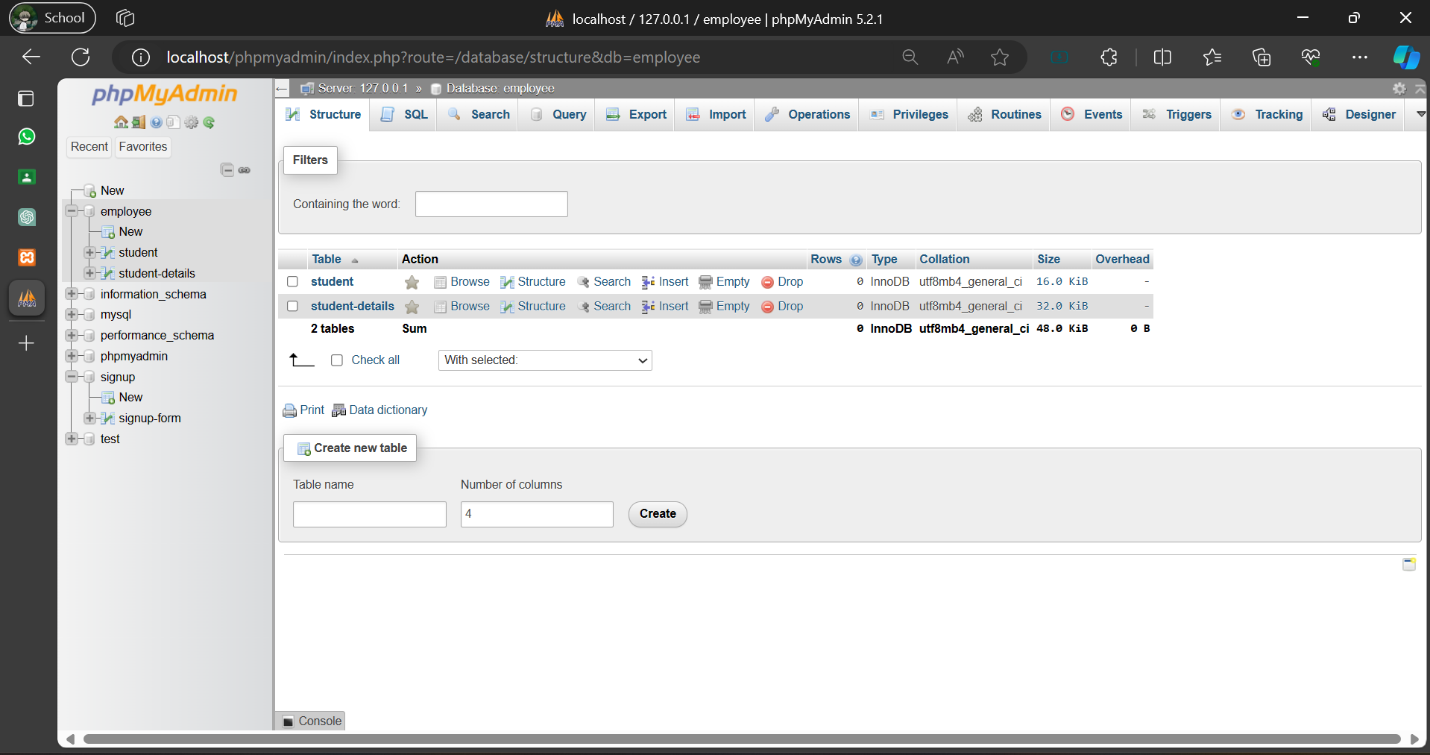 School
localhost / 127.0.0.1 / employee | phpMyAdmin 5.2.1
localhost/phpmyadmin/index.php?route=/database/structure&db=employee
phpMyAdmin
Recent Favorites
New
employee
New
student
student-details
information_schema
mysql
performance_schema
phpmyadmin
signup
New
signup-form
test
Server 127 0 0 1 » Database employee
Structure SQL Search Query Export Import Operations Privileges Routines Events Triggers Tracking Designer
Filters
Containing the word:
Table Action Rows Type Collation Size Overhead
student Browse Structure Search Insert Empty Drop 0 InnoDB utf8mb4_general_ci 16.0 KiB -
student-details Browse Structure Search Insert Empty Drop 0 InnoDB utf8mb4_general_ci 32.0 KiB -
2 tables Sum 0 InnoDB utf8mb4_general_ci 48.0 KiB 0 B
Check all With selected:
Print Data dictionary
Create new table
Table name Number of columns
4 Create
Console